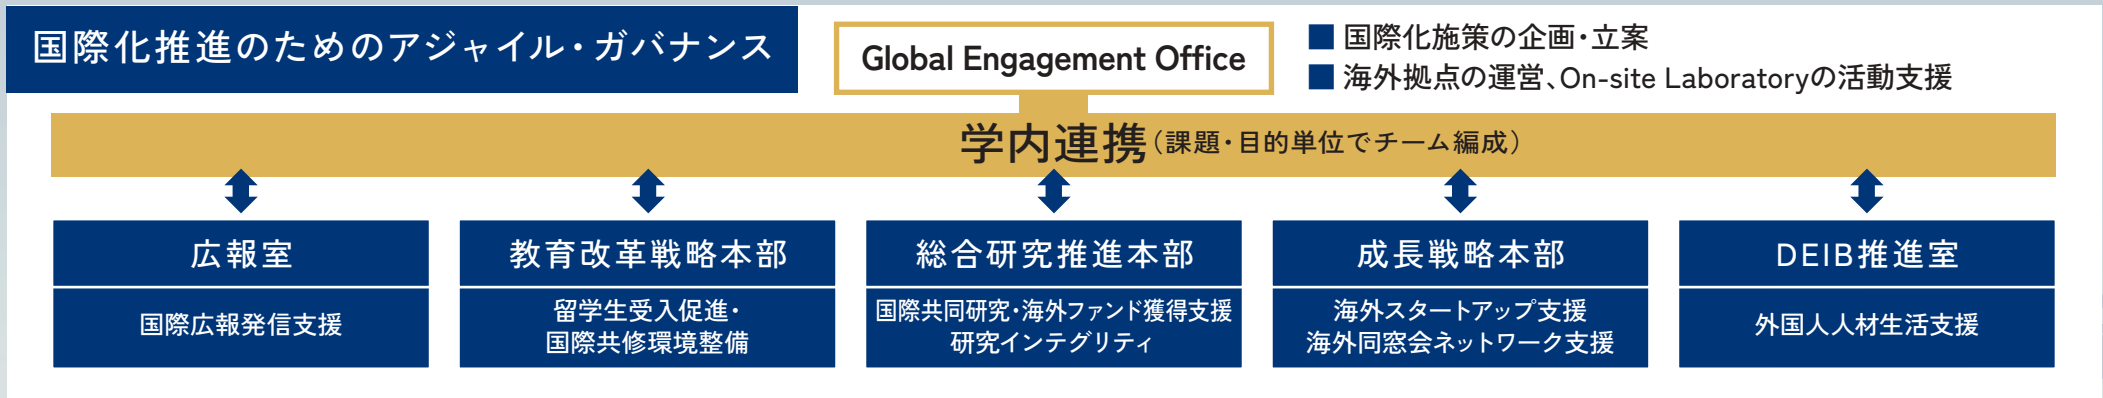 国際化推進のためのアジャイル・ガバナンス
Global Engagement Office
■ 国際化施策の企画・立案
■ 海外拠点の運営、On-site Laboratoryの活動支援
学内連携（課題・目的単位でチーム編成）
広報室
国際広報発信支援
教育改革戦略本部
留学生受入促進・
国際共修環境整備
総合研究推進本部
国際共同研究・海外ファンド獲得支援
研究インテグリティ
成長戦略本部
海外スタートアップ支援
海外同窓会ネットワーク支援
DEIB推進室
外国人人材生活支援